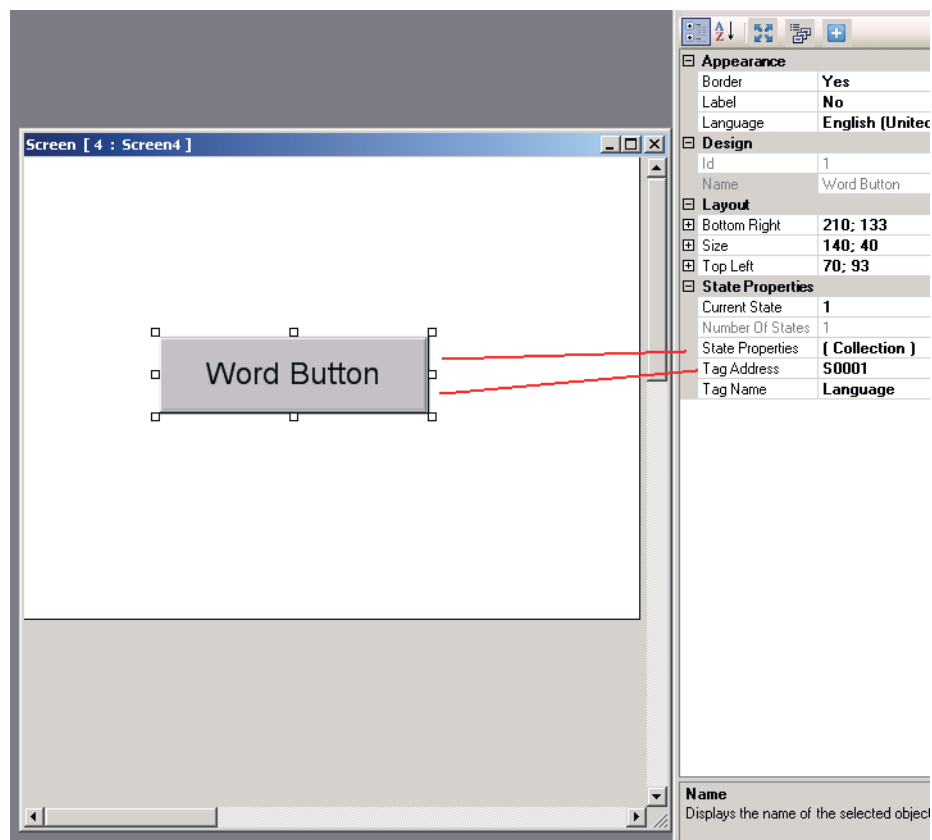 Screen [ 4 : Screen4 ]
Word Button
Appearance
Border Yes
Label No
Language English (United
Design
Id 1
Name Word Button
Layout
Bottom Right 210; 133
Size 140; 40
Top Left 70; 93
State Properties
Current State 1
Number Of States 1
State Properties ( Collection )
Tag Address S0001
Tag Name Language
Name
Displays the name of the selected object